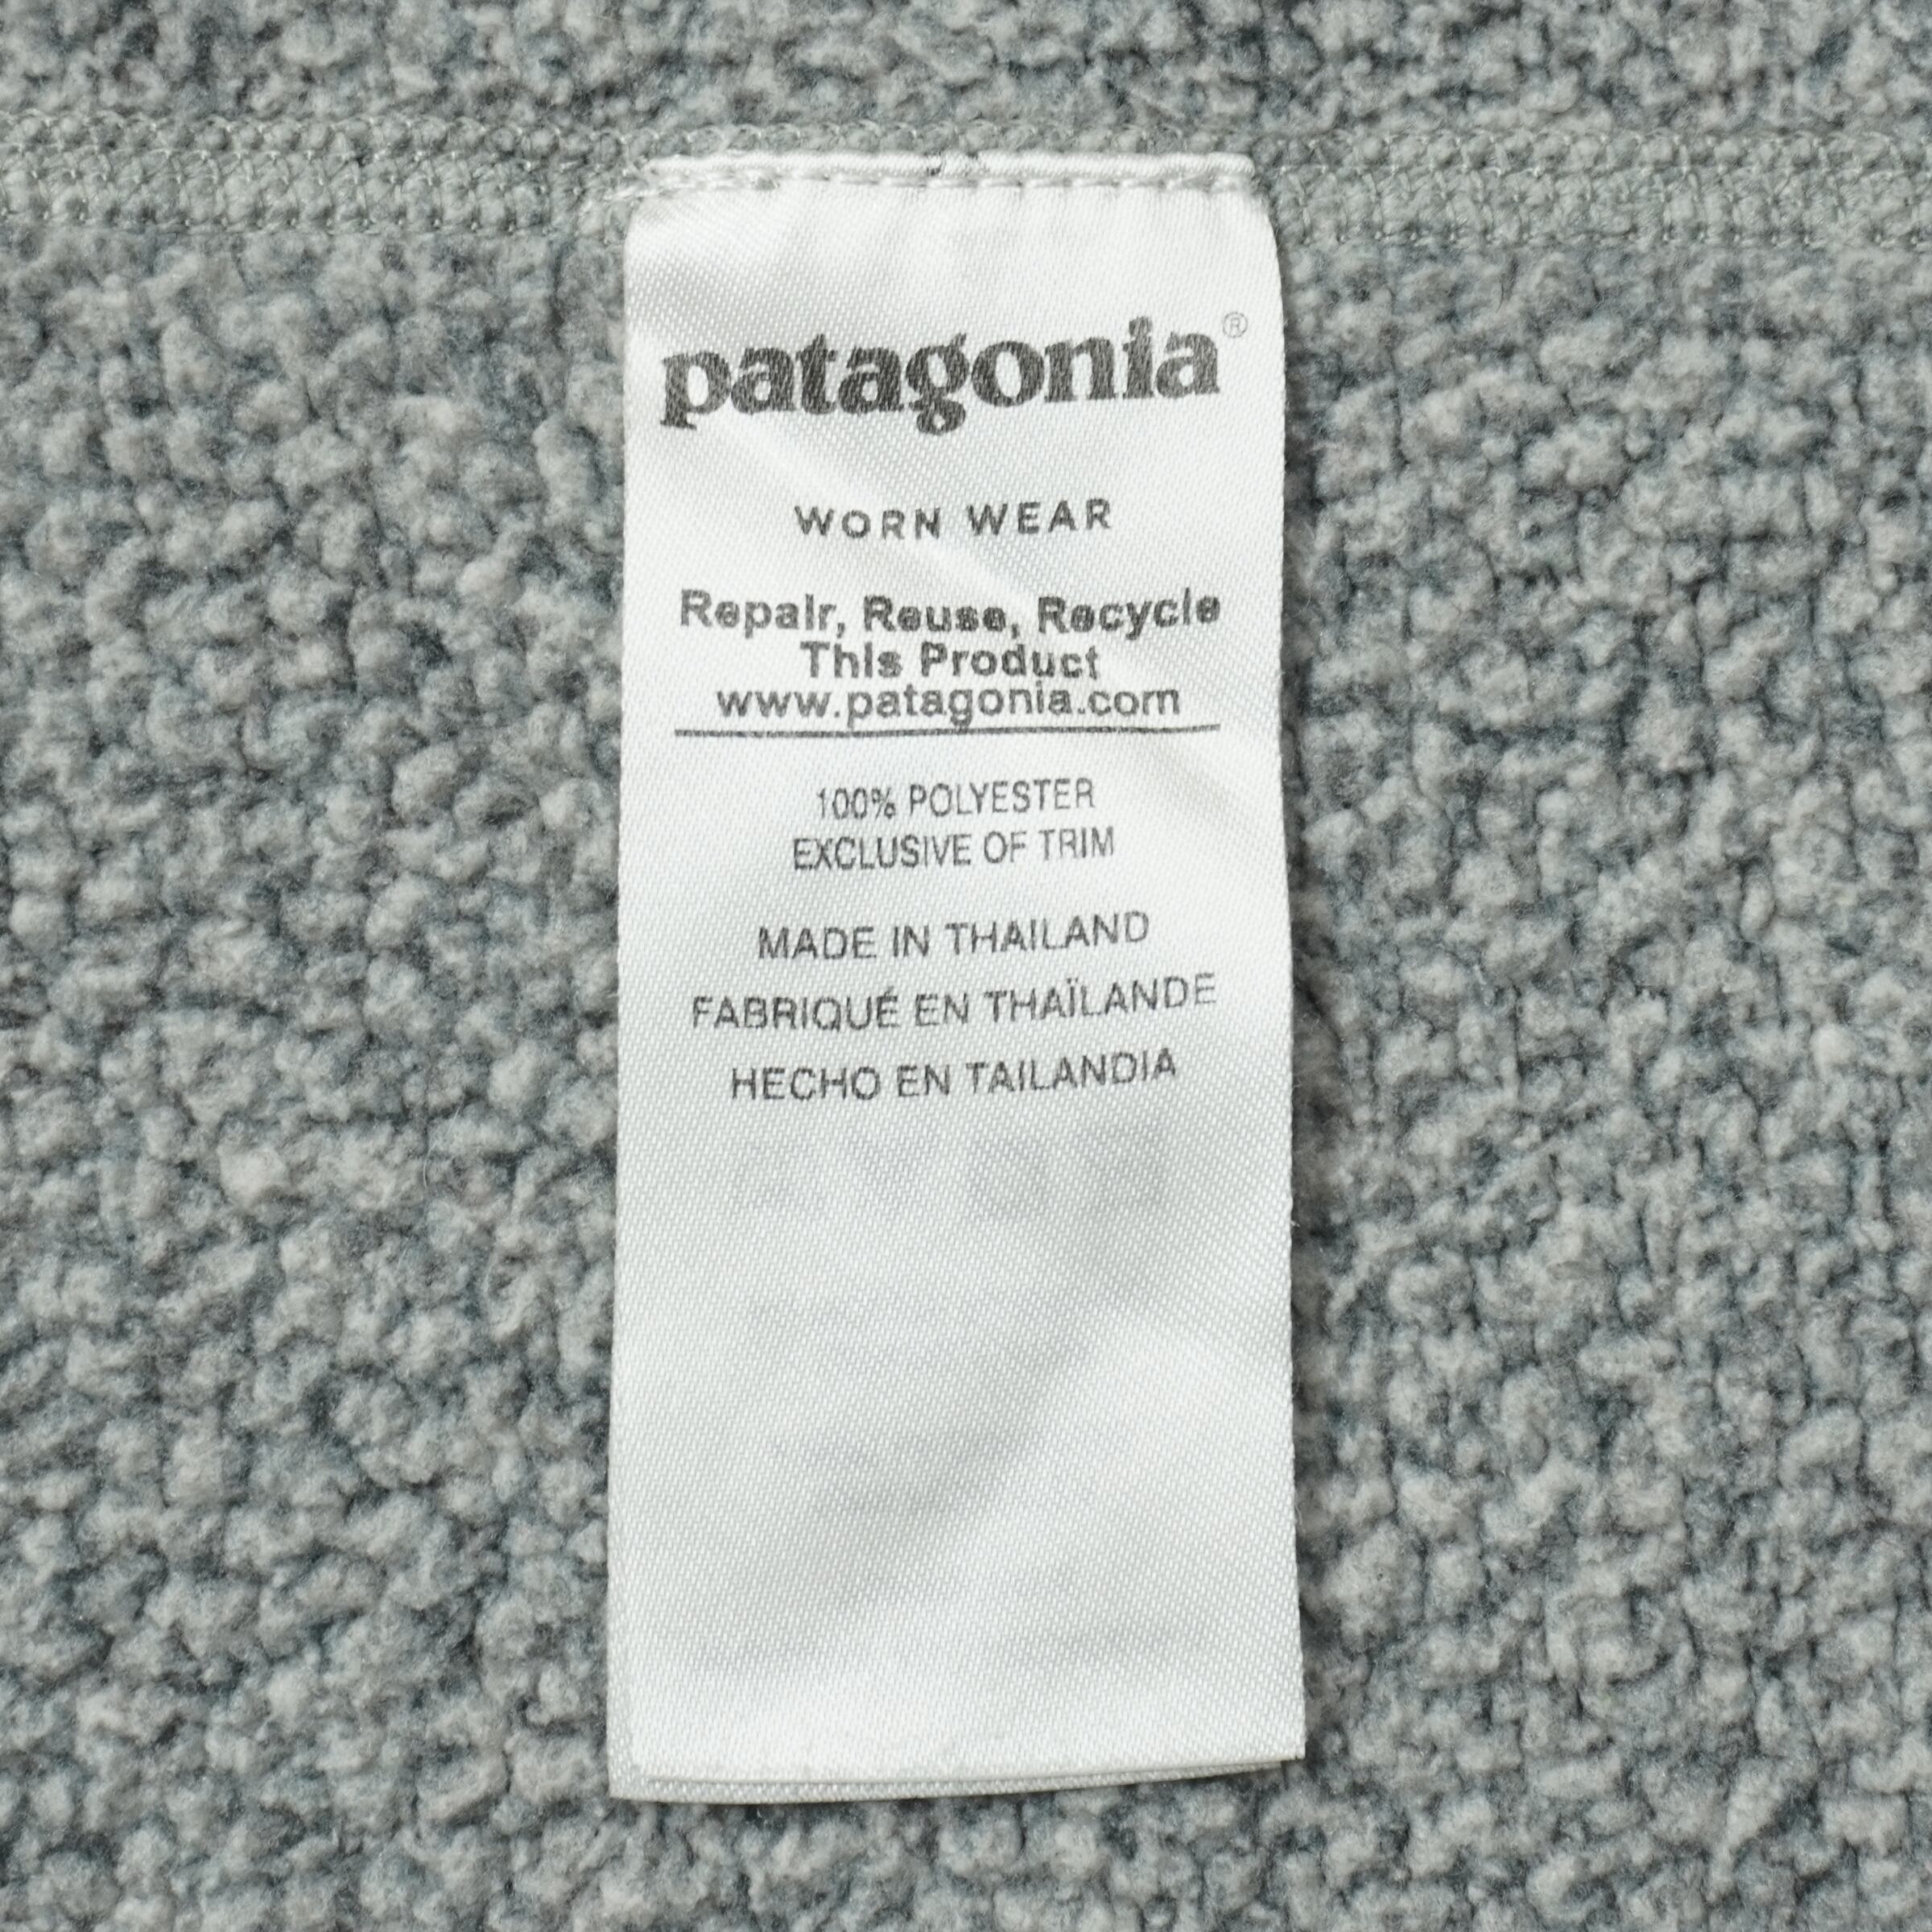 patagonia®
WORN WEAR
Repair, Reuse, Recycle
This Product
www.patagonia.com
100% POLYESTER
EXCLUSIVE OF TRIM
MADE IN THAILAND
FABRIQUÉ EN THAÏLANDE
HECHO EN TAILANDIA